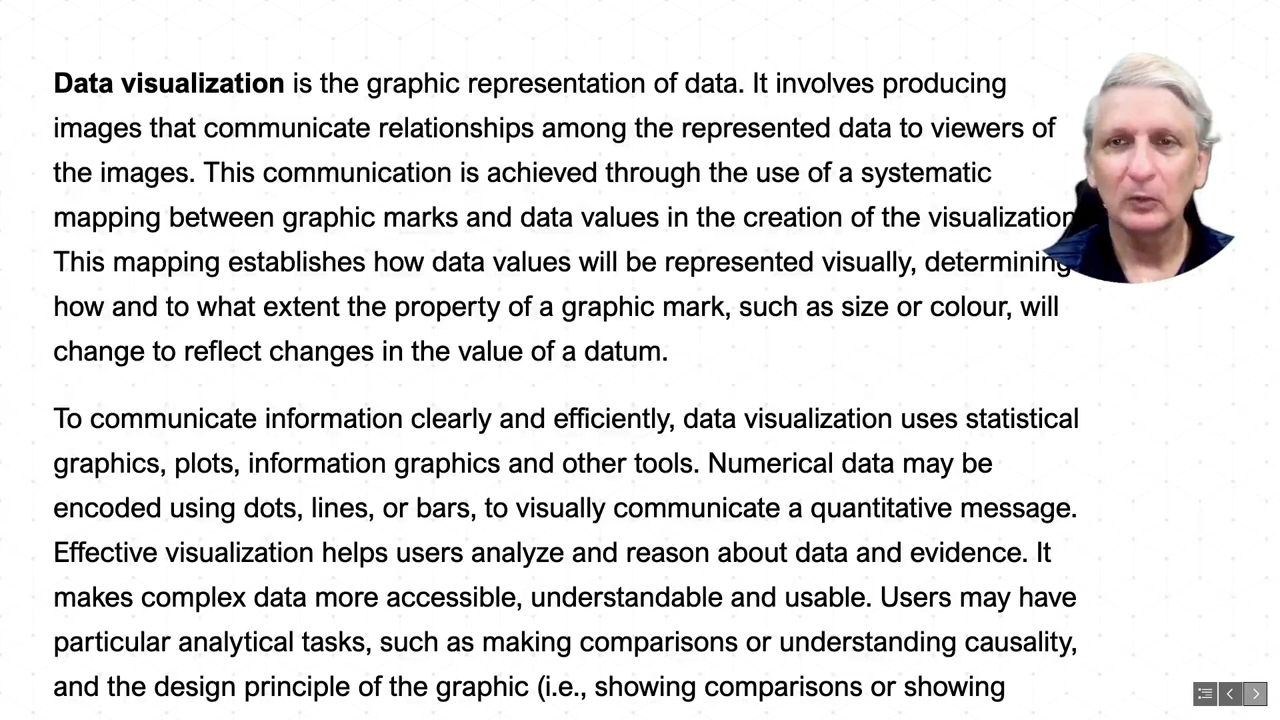 Data visualization is the graphic representation of data. It involves producing
images that communicate relationships among the represented data to viewers of
the images. This communication is achieved through the use of a systematic
mapping between graphic marks and data values in the creation of the visualization
This mapping establishes how data values will be represented visually, determining
how and to what extent the property of a graphic mark, such as size or colour, will
change to reflect changes in the value of a datum.
To communicate information clearly and efficiently, data visualization uses statistical
graphics, plots, information graphics and other tools. Numerical data may be
encoded using dots, lines, or bars, to visually communicate a quantitative message.
Effective visualization helps users analyze and reason about data and evidence. It
makes complex data more accessible, understandable and usable. Users may have
particular analytical tasks, such as making comparisons or understanding causality,
and the design principle of the graphic (i.e., showing comparisons or showing